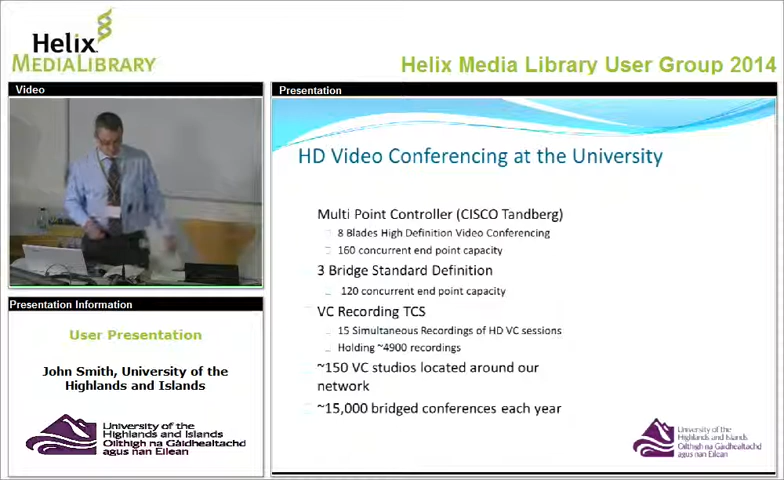 Helix
MEDIALIBRARY
Helix Media Library User Group 2014
Video
Presentation
HD Video Conferencing at the University
Multi Point Controller (CISCO Tandberg)
8 Blades High Definition Video Conferencing
160 concurrent end point capacity
3 Bridge Standard Definition
120 concurrent end point capacity
VC Recording TCS
15 Simultaneous Recordings of HD VC sessions
Holding ~4900 recordings
~150 VC studios located around our
network
~15,000 bridged conferences each year
University of the
Highlands and Islands
Oilthigh na Gàidhealtachd
agus nan Eilean
Presentation Information
User Presentation
John Smith, University of the
Highlands and Islands
University of the
Highlands and Islands
Oilthigh na Gàidhealtachd
agus nan Eilean